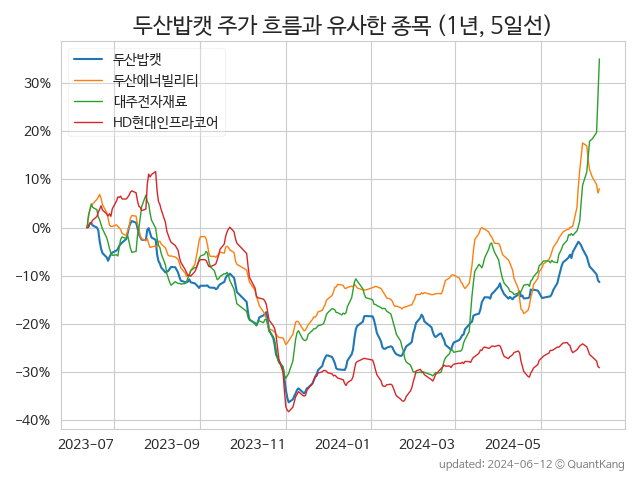 두산밥캣 주가 흐름과 유사한 종목 (1년, 5일선)
두산밥캣
두산에너빌리티
대주전자재료
HD현대인프라코어
30%
20%
10%
0%
−10%
−20%
−30%
−40%
2023-07 2023-09 2023-11 2024-01 2024-03 2024-05
updated: 2024-06-12 © QuantKang